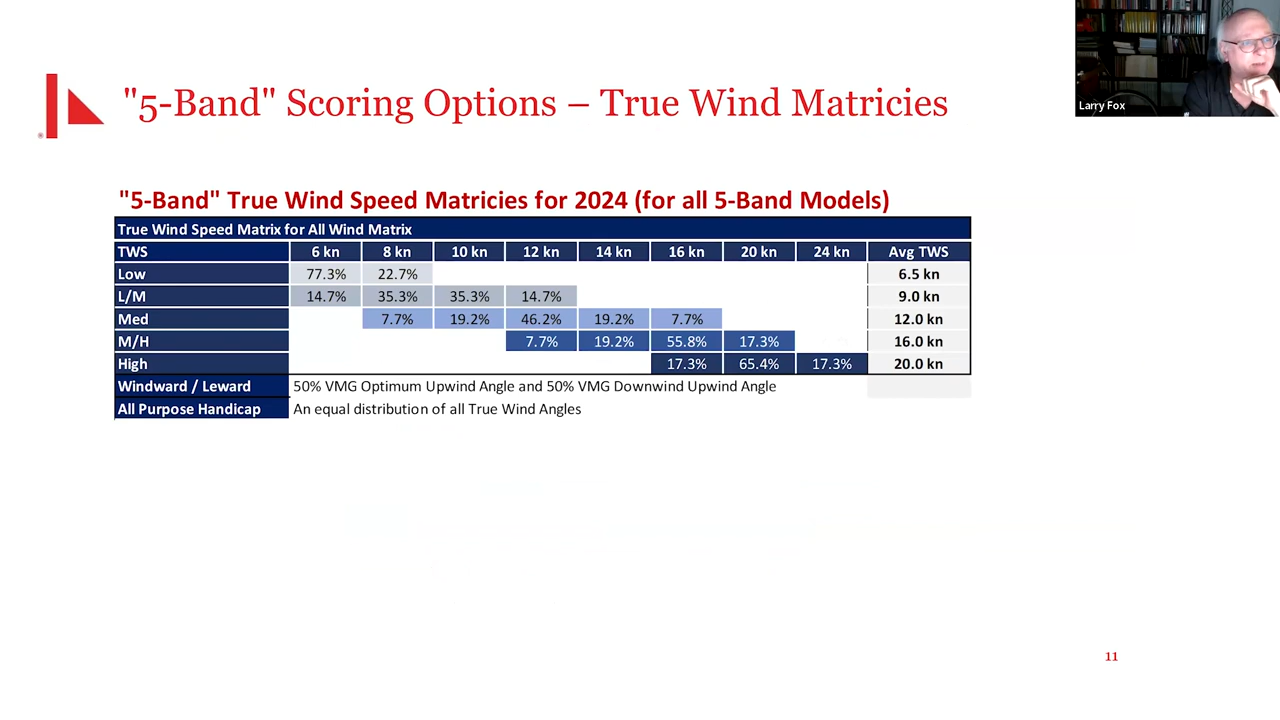 "5-Band" Scoring Options – True Wind Matricies
Larry Fox
"5-Band" True Wind Speed Matricies for 2024 (for all 5-Band Models)
True Wind Speed Matrix for All Wind Matrix
TWS 6 kn 8 kn 10 kn 12 kn 14 kn 16 kn 20 kn 24 kn Avg TWS
Low 77.3% 22.7% 6.5 kn
L/M 14.7% 35.3% 35.3% 14.7% 9.0 kn
Med 7.7% 19.2% 46.2% 19.2% 7.7% 12.0 kn
M/H 7.7% 19.2% 55.8% 17.3% 16.0 kn
High 17.3% 65.4% 17.3% 20.0 kn
Windward / Leward 50% VMG Optimum Upwind Angle and 50% VMG Downwind Upwind Angle
All Purpose Handicap An equal distribution of all True Wind Angles
11